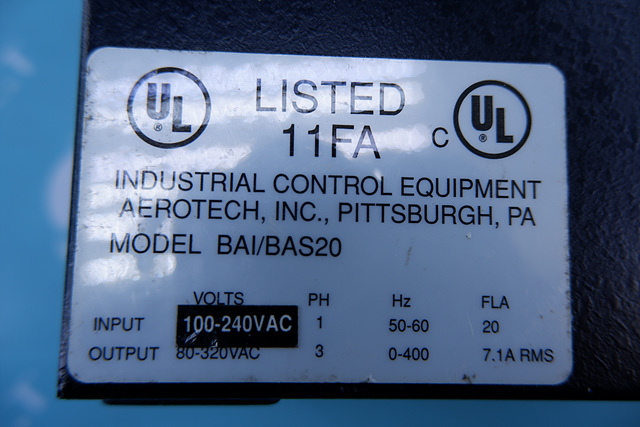 UL ® LISTED C UL ®
11FA
INDUSTRIAL CONTROL EQUIPMENT
AEROTECH, INC., PITTSBURGH, PA
MODEL BAI/BAS20
VOLTS PH Hz FLA
INPUT 100-240VAC 1 50-60 20
OUTPUT 80-320VAC 3 0-400 7.1A RMS